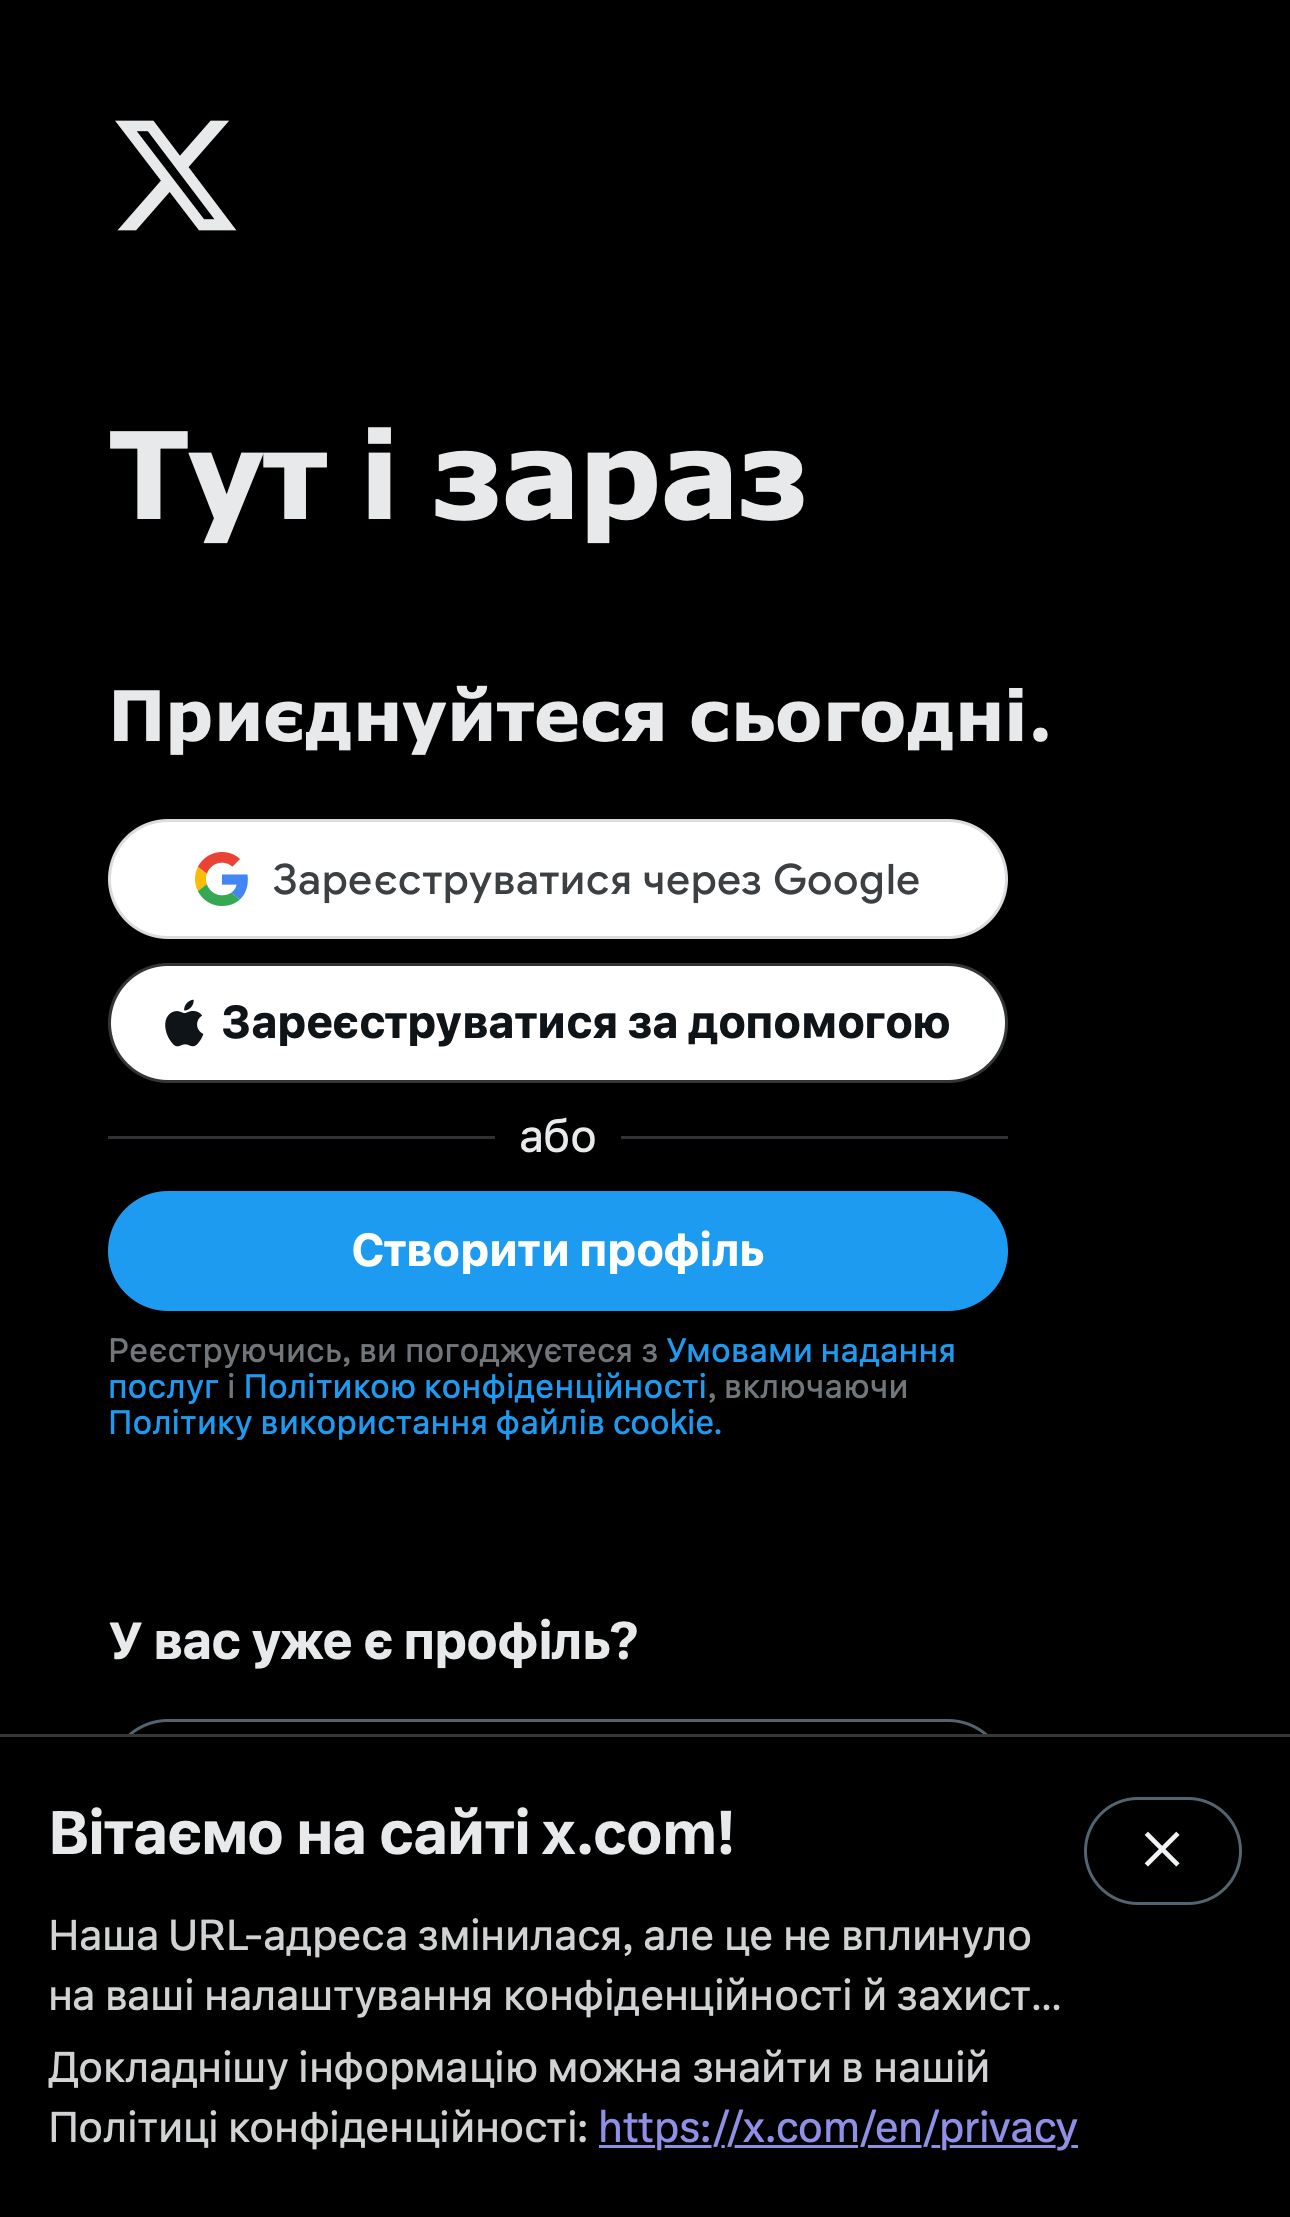 Тут і зараз
Приєднуйтеся сьогодні.
Зареєструватися через Google
Зареєструватися за допомогою
або
Створити профіль
Реєструючись, ви погоджуєтеся з Умовами надання
послуг і Політикою конфіденційності, включаючи
Політику використання файлів cookie.
У вас уже є профіль?
Вітаємо на сайті x.com!
Наша URL-адреса змінилася, але це не вплинуло
на ваші налаштування конфіденційності й захист...
Докладнішу інформацію можна знайти в нашій
Політиці конфіденційності: https://x.com/en/privacy